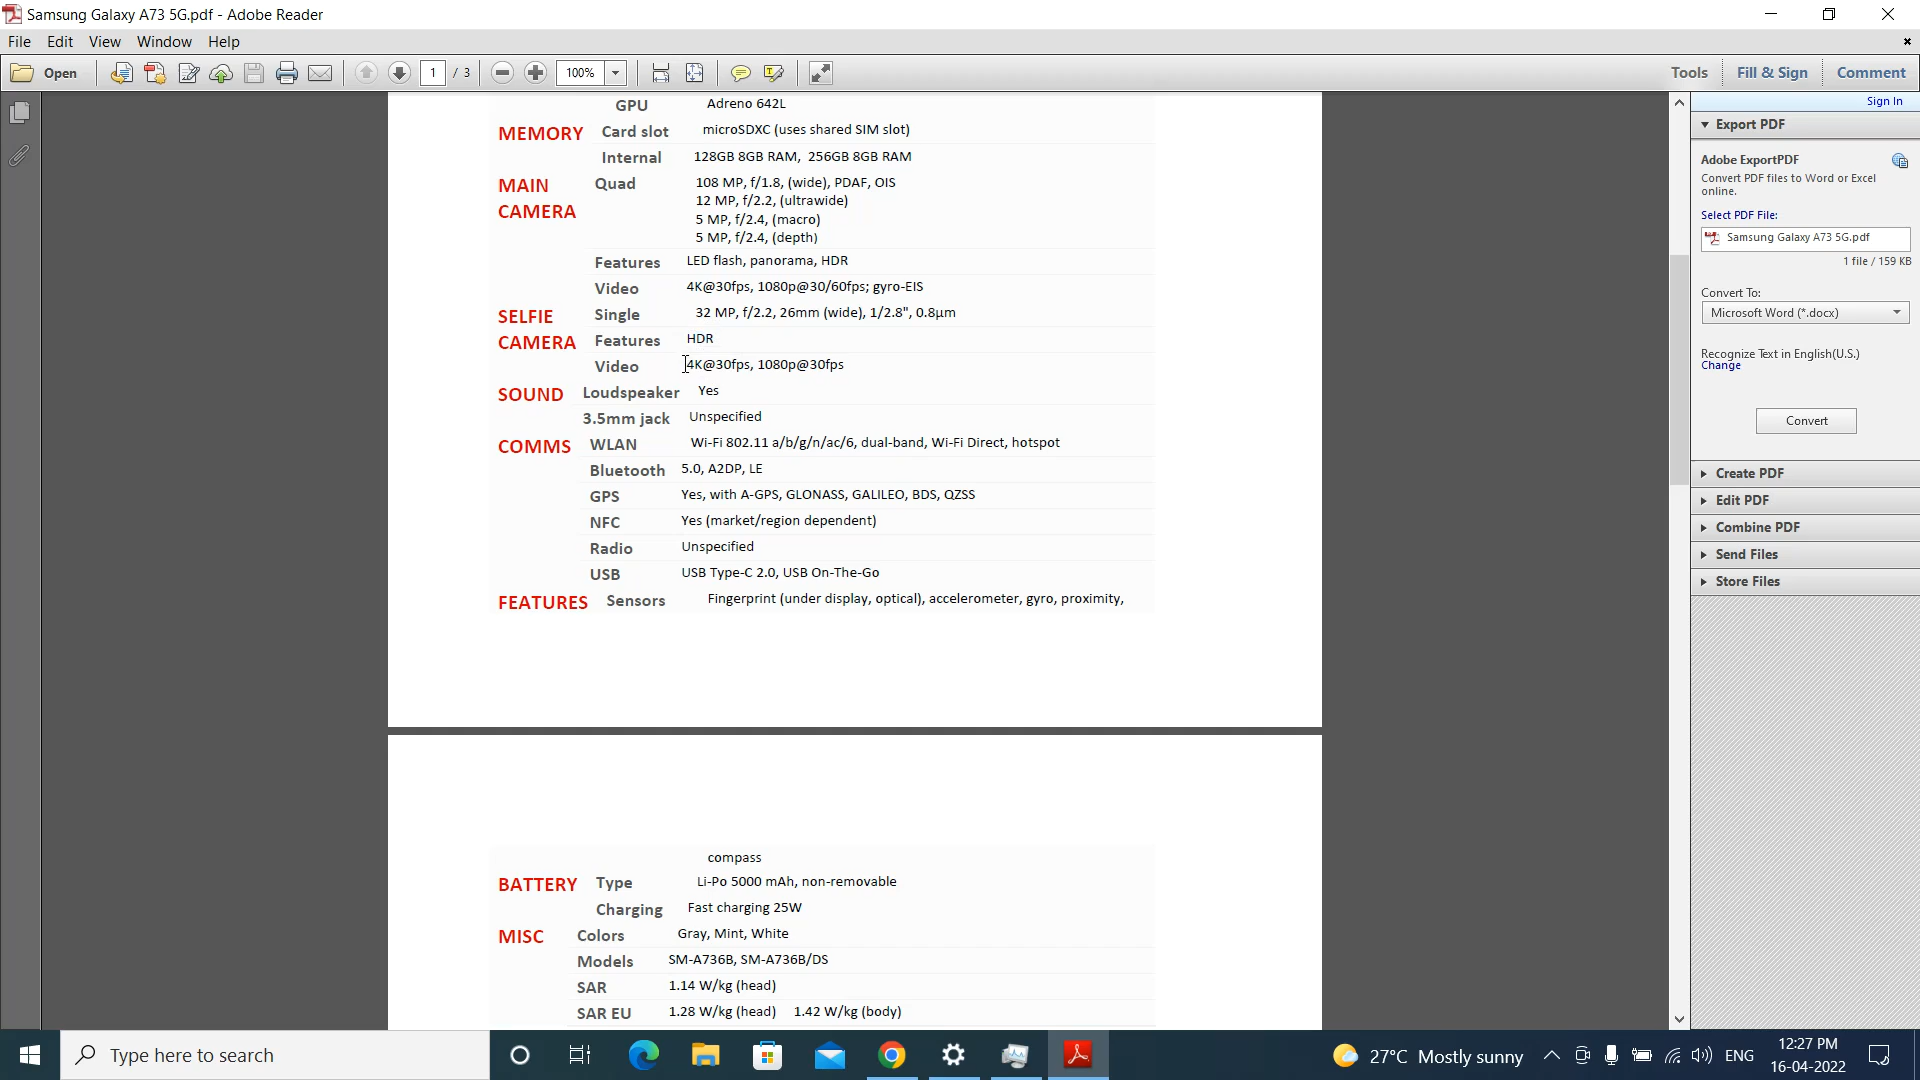 Samsung Galaxy A73 5G.pdf - Adobe Reader
File Edit View Window Help
Open 1 / 3 100% Tools Fill & Sign Comment
Sign In
Export PDF
Adobe ExportPDF
Convert PDF files to Word or Excel
online.
Select PDF File:
Samsung Galaxy A73 5G.pdf
1 file / 159 KB
Convert To:
Microsoft Word (*.docx)
Recognize Text in English(U.S.)
Change
Convert
Create PDF
Edit PDF
Combine PDF
Send Files
Store Files
GPU Adreno 642L
MEMORY Card slot microSDXC (uses shared SIM slot)
Internal 128GB 8GB RAM, 256GB 8GB RAM
MAIN CAMERA Quad 108 MP, f/1.8, (wide), PDAF, OIS
12 MP, f/2.2, (ultrawide)
5 MP, f/2.4, (macro)
5 MP, f/2.4, (depth)
Features LED flash, panorama, HDR
Video 4K@30fps, 1080p@30/60fps; gyro-EIS
SELFIE CAMERA Single 32 MP, f/2.2, 26mm (wide), 1/2.8", 0.8µm
Features HDR
Video 4K@30fps, 1080p@30fps
SOUND Loudspeaker Yes
3.5mm jack Unspecified
COMMS WLAN Wi-Fi 802.11 a/b/g/n/ac/6, dual-band, Wi-Fi Direct, hotspot
Bluetooth 5.0, A2DP, LE
GPS Yes, with A-GPS, GLONASS, GALILEO, BDS, QZSS
NFC Yes (market/region dependent)
Radio Unspecified
USB USB Type-C 2.0, USB On-The-Go
FEATURES Sensors Fingerprint (under display, optical), accelerometer, gyro, proximity,
compass
BATTERY Type Li-Po 5000 mAh, non-removable
Charging Fast charging 25W
MISC Colors Gray, Mint, White
Models SM-A736B, SM-A736B/DS
SAR 1.14 W/kg (head)
SAR EU 1.28 W/kg (head) 1.42 W/kg (body)
Type here to search
27°C Mostly sunny
ENG
12:27 PM
16-04-2022